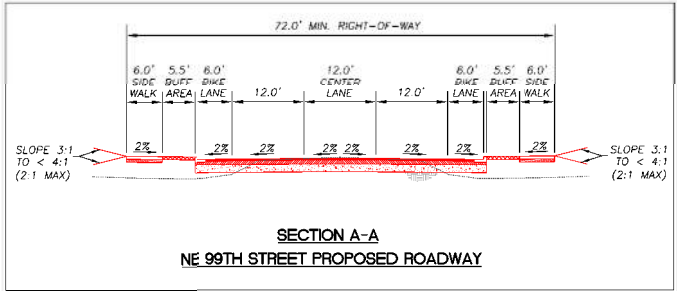 72.0' MIN. RIGHT-OF-WAY
6.0' SIDE WALK
5.5' BUFF AREA
6.0' BIKE LANE
12.0'
12.0' CENTER LANE
12.0'
6.0' BIKE LANE
5.5' BUFF AREA
6.0' SIDE WALK
SLOPE 3:1
TO < 4:1
(2:1 MAX)
2% 2% 2% 2% 2% 2% 2% 2%
SLOPE 3:1
TO < 4:1
(2:1 MAX)
SECTION A-A
NE 99TH STREET PROPOSED ROADWAY